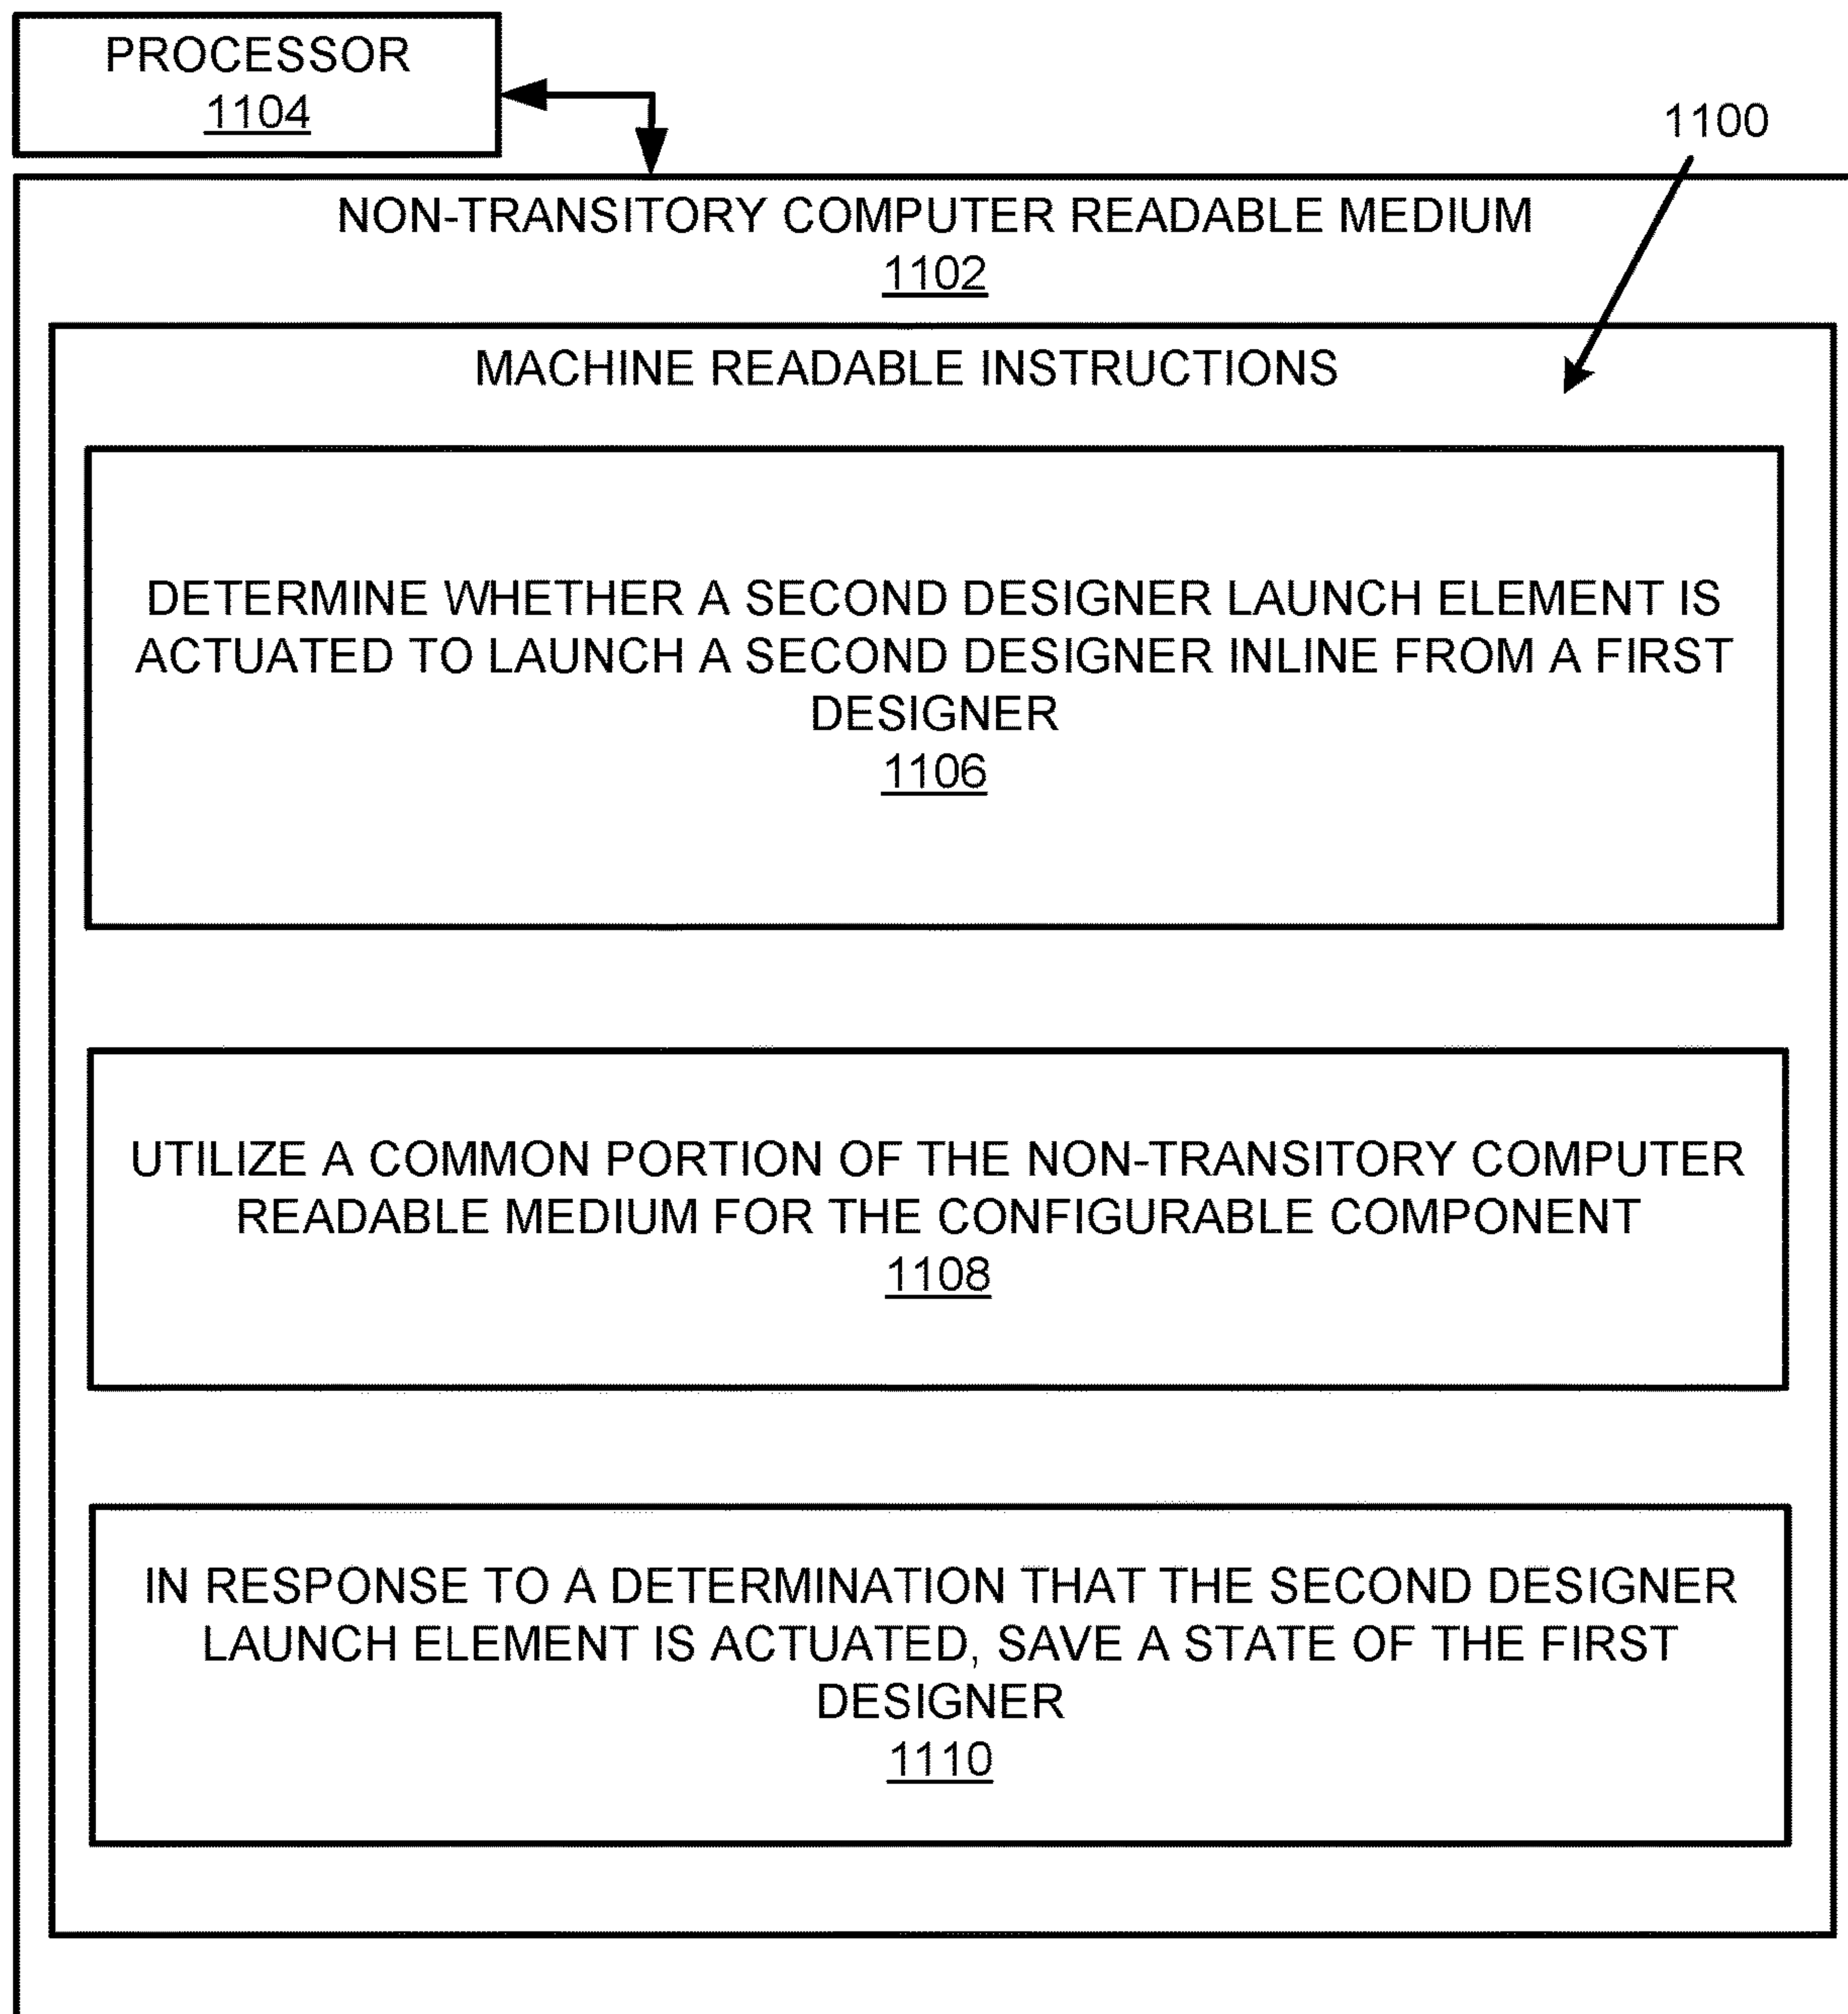 PROCESSOR
1104
1100
NON-TRANSITORY COMPUTER READABLE MEDIUM
1102
MACHINE READABLE INSTRUCTIONS
DETERMINE WHETHER A SECOND DESIGNER LAUNCH ELEMENT IS
ACTUATED TO LAUNCH A SECOND DESIGNER INLINE FROM A FIRST
DESIGNER
1106
UTILIZE A COMMON PORTION OF THE NON-TRANSITORY COMPUTER
READABLE MEDIUM FOR THE CONFIGURABLE COMPONENT
1108
IN RESPONSE TO A DETERMINATION THAT THE SECOND DESIGNER
LAUNCH ELEMENT IS ACTUATED, SAVE A STATE OF THE FIRST
DESIGNER
1110